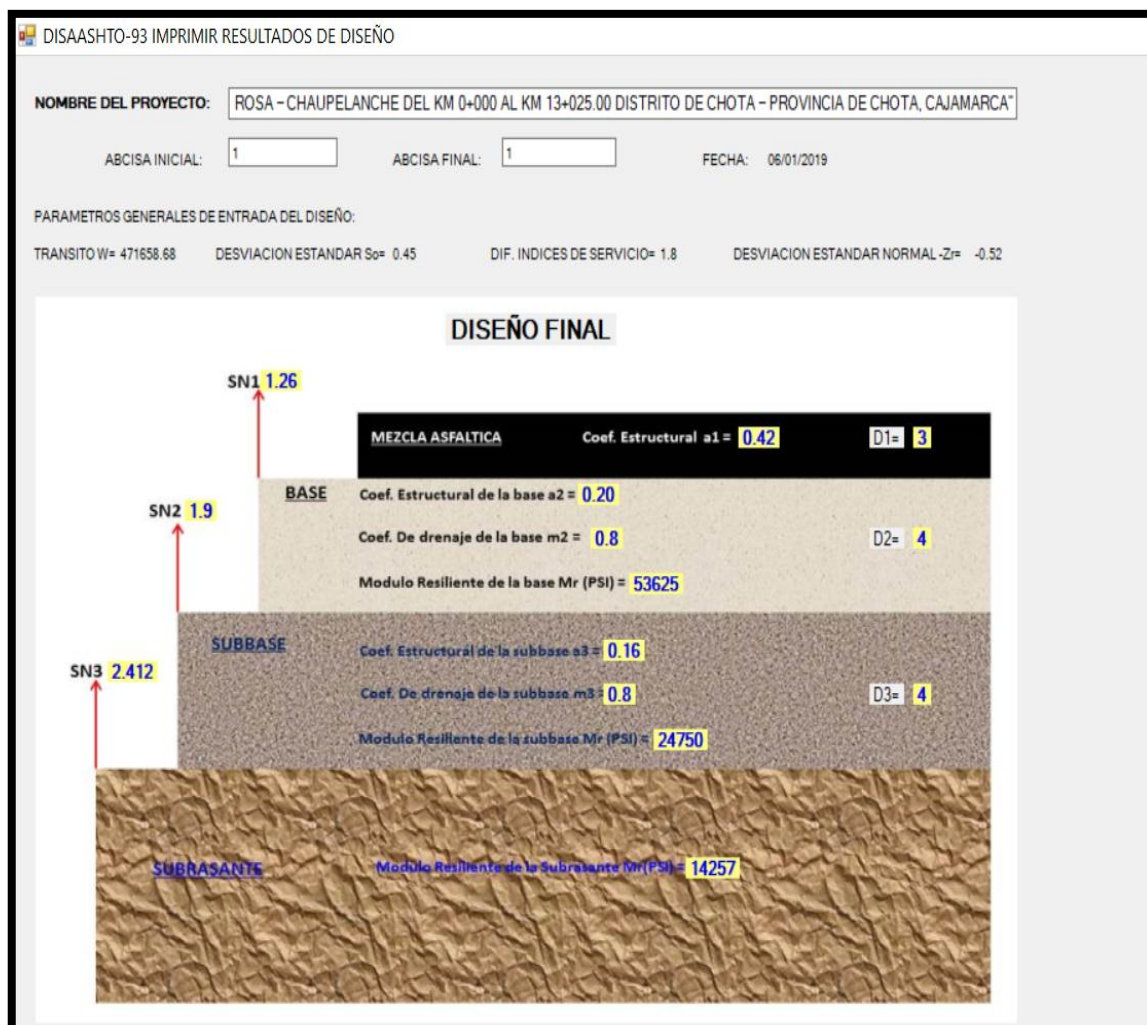 DISAASHTO-93 IMPRIMIR RESULTADOS DE DISEÑO
NOMBRE DEL PROYECTO: ROSA – CHAUPELANCHE DEL KM 0+000 AL KM 13+025.00 DISTRITO DE CHOTA – PROVINCIA DE CHOTA, CAJAMARCA"
ABCISA INICIAL: 1 ABCISA FINAL: 1 FECHA: 06/01/2019
PARAMETROS GENERALES DE ENTRADA DEL DISEÑO:
TRANSITO W= 471658.68 DESVIACION ESTANDAR So= 0.45 DIF. INDICES DE SERVICIO= 1.8 DESVIACION ESTANDAR NORMAL -Zr= -0.52
DISEÑO FINAL
SN1 1.26
MEZCLA ASFALTICA Coef. Estructural a1 = 0.42 D1= 3
BASE Coef. Estructural de la base a2 = 0.20
SN2 1.9
Coef. De drenaje de la base m2 = 0.8 D2= 4
Modulo Resiliente de la base Mr (PSI) = 53625
SUBBASE Coef. Estructural de la subbase a3 = 0.16
SN3 2.412
Coef. De drenaje de la subbase m3 = 0.8 D3= 4
Modulo Resiliente de la subbase Mr (PSI) = 24750
SUBRASANTE Modulo Resiliente de la Subrasante Mr(PSI) = 14257